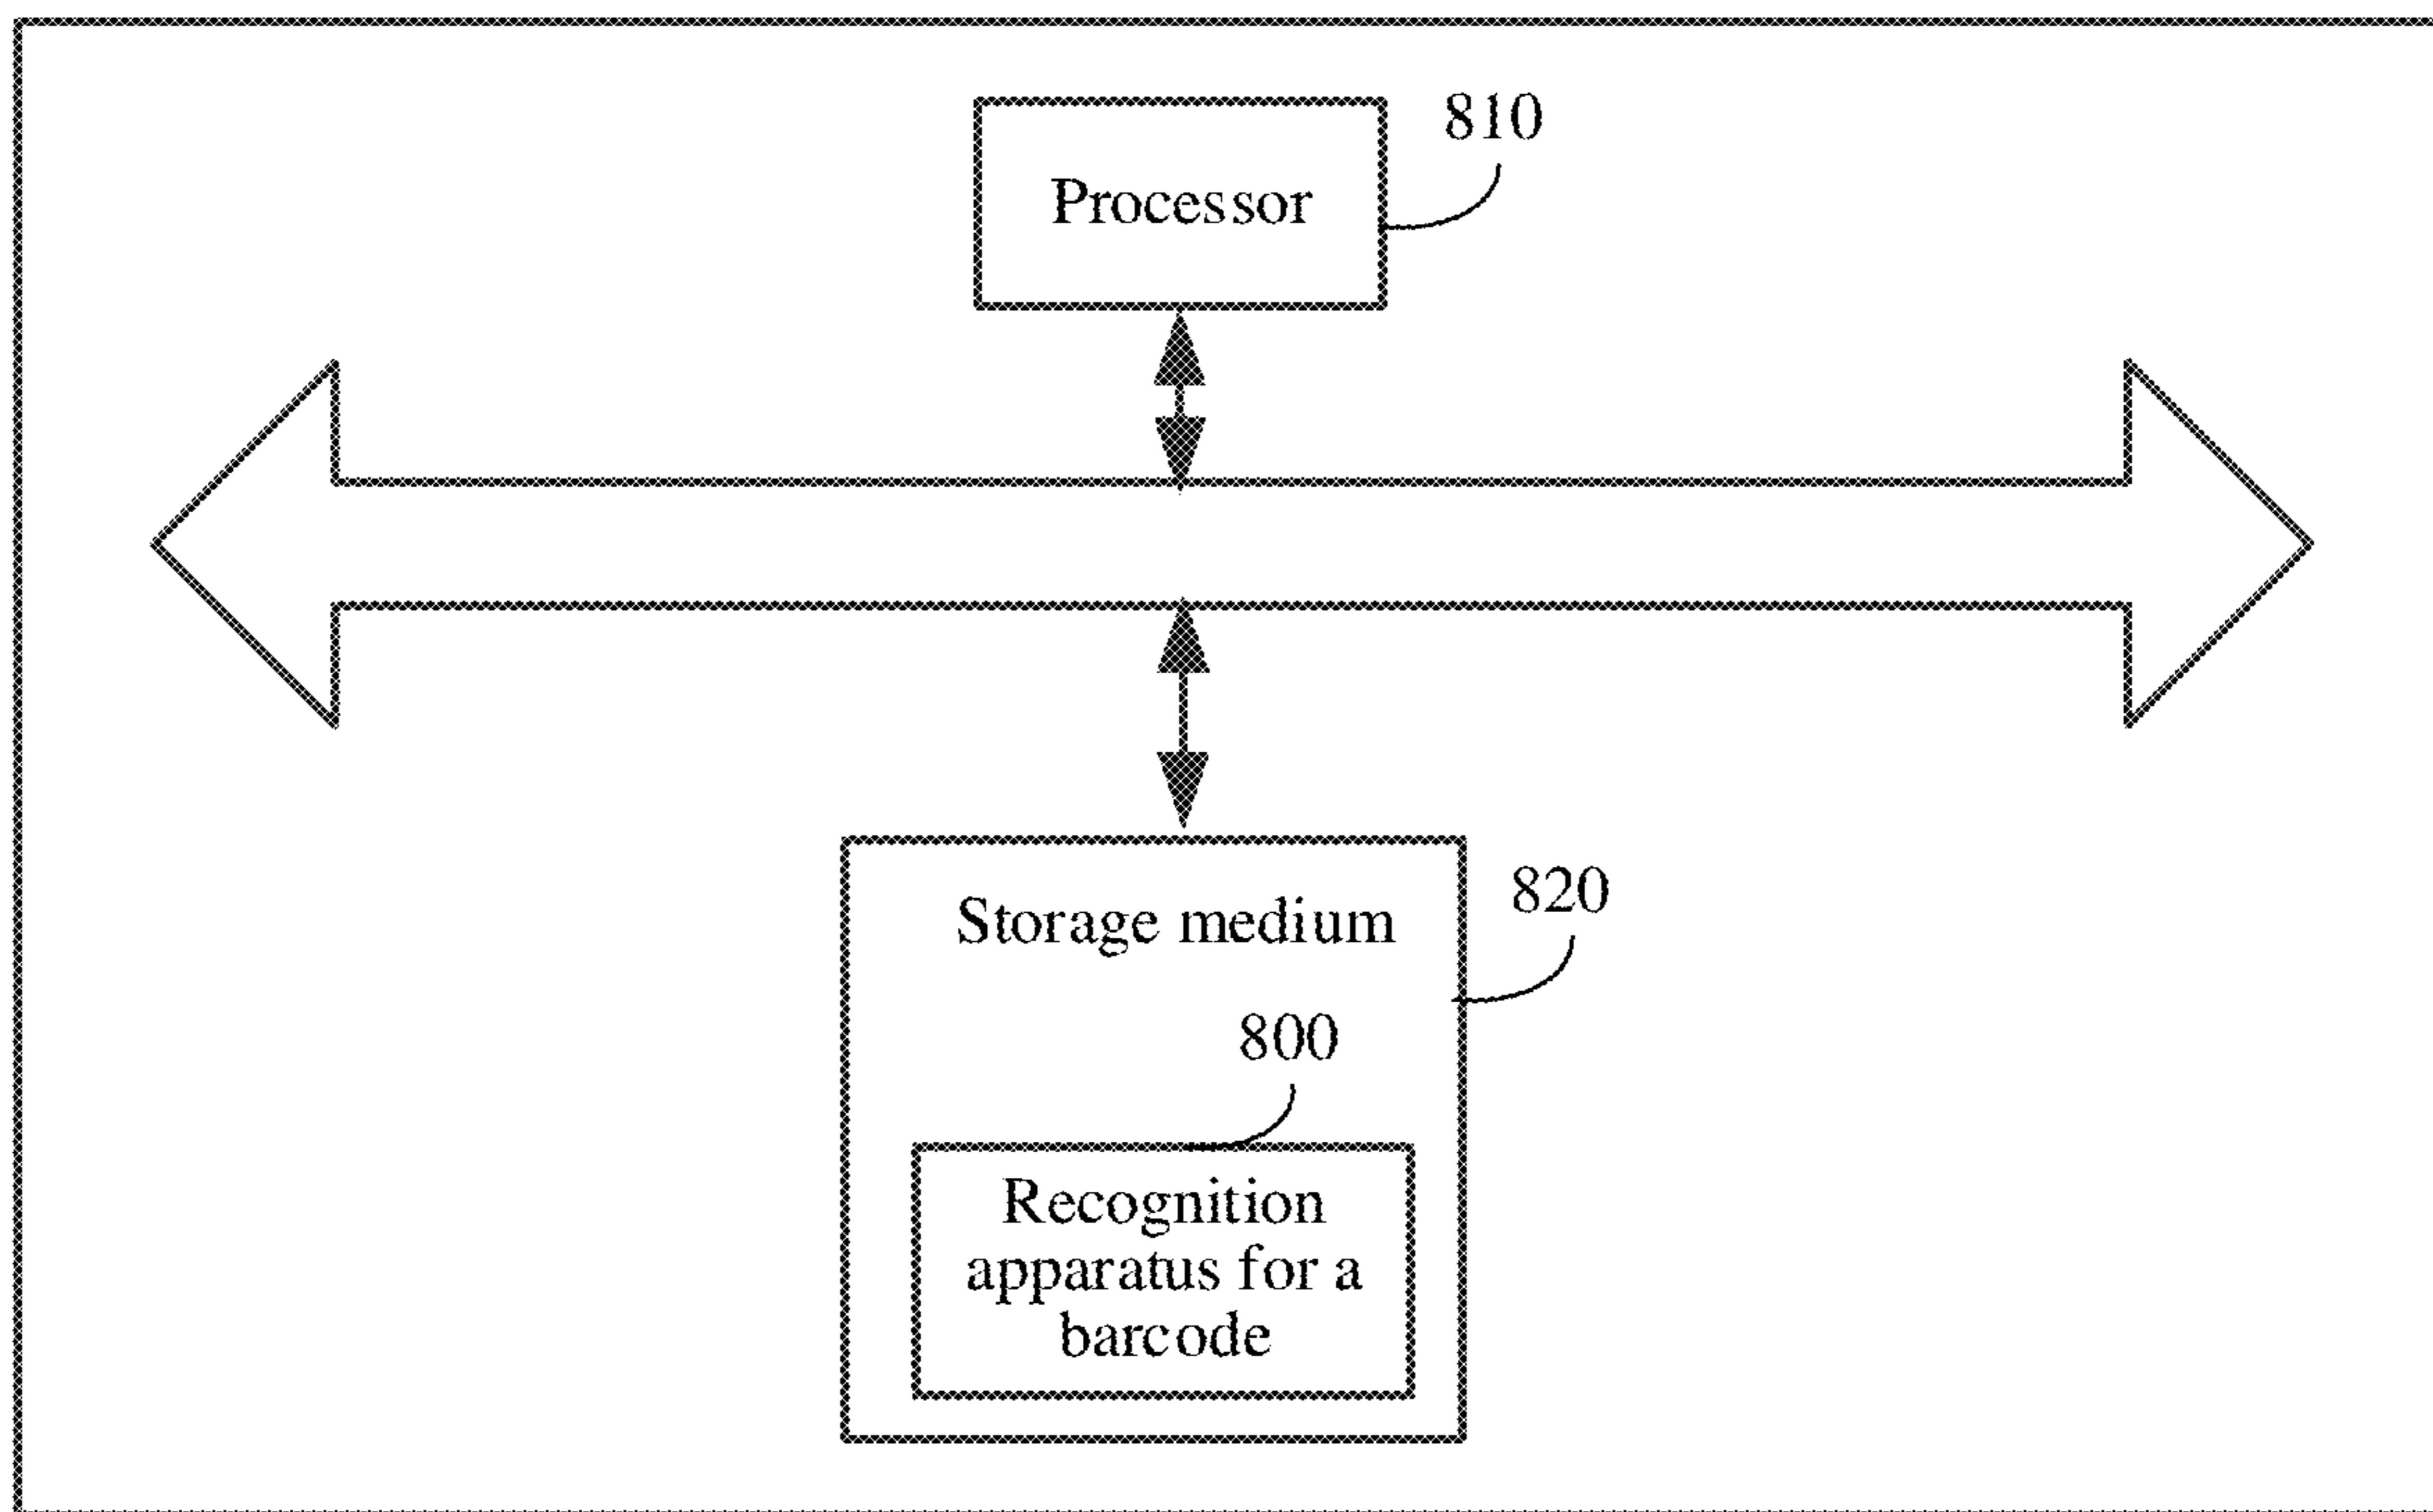 810
Processor
Storage medium
820
800
Recognition
apparatus for a
barcode